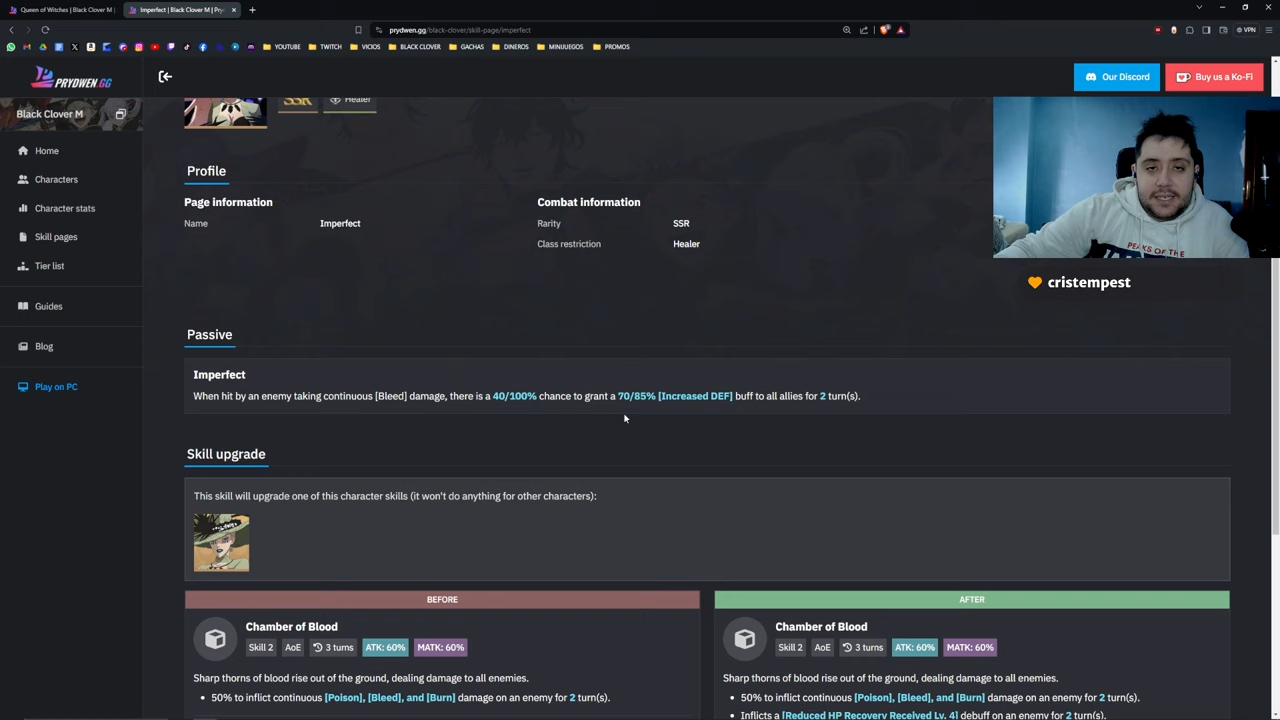 Queen of Witches | Black Clover M |
Imperfect | Black Clover M | Pry
prydwen.gg/black-clover/skill-page/imperfect
VPN
YOUTUBE
TWITCH
VICIOS
BLACK CLOVER
GACHAS
DINEROS
MINIJUEGOS
PROMOS
PRYDWEN.GG
Our Discord
Buy us a Ko-Fi
Black Clover M
SSR
Healer
Home
Characters
Character stats
Skill pages
Tier list
Guides
Blog
Play on PC
Profile
Page information
Combat information
Name Imperfect
Rarity SSR
Class restriction Healer
PEAKS OF THE
cristempest
Passive
Imperfect
When hit by an enemy taking continuous [Bleed] damage, there is a 40/100% chance to grant a 70/85% [Increased DEF] buff to all allies for 2 turn(s).
Skill upgrade
This skill will upgrade one of this character skills (it won't do anything for other characters):
BEFORE
Chamber of Blood
Skill 2 AoE 3 turns ATK: 60% MATK: 60%
Sharp thorns of blood rise out of the ground, dealing damage to all enemies.
• 50% to inflict continuous [Poison], [Bleed], and [Burn] damage on an enemy for 2 turn(s).
AFTER
Chamber of Blood
Skill 2 AoE 3 turns ATK: 60% MATK: 60%
Sharp thorns of blood rise out of the ground, dealing damage to all enemies.
• 50% to inflict continuous [Poison], [Bleed], and [Burn] damage on an enemy for 2 turn(s).
• Inflicts a [Reduced HP Recovery Received Lv. 4] debuff on an enemy for 2 turn(s).